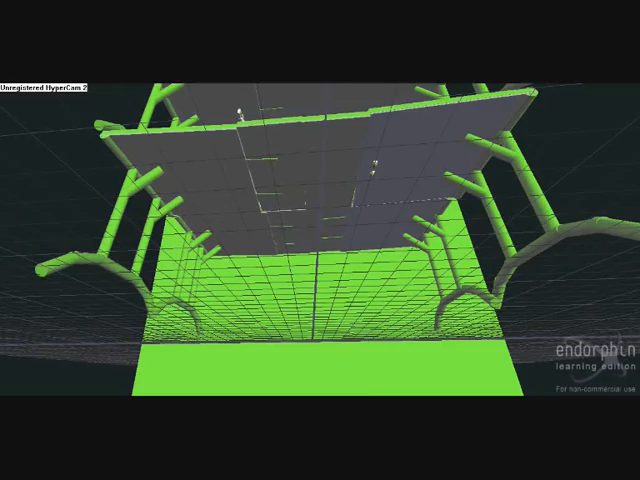 Unregistered HyperCam 2
endorphin
learning edition
For non-commercial use